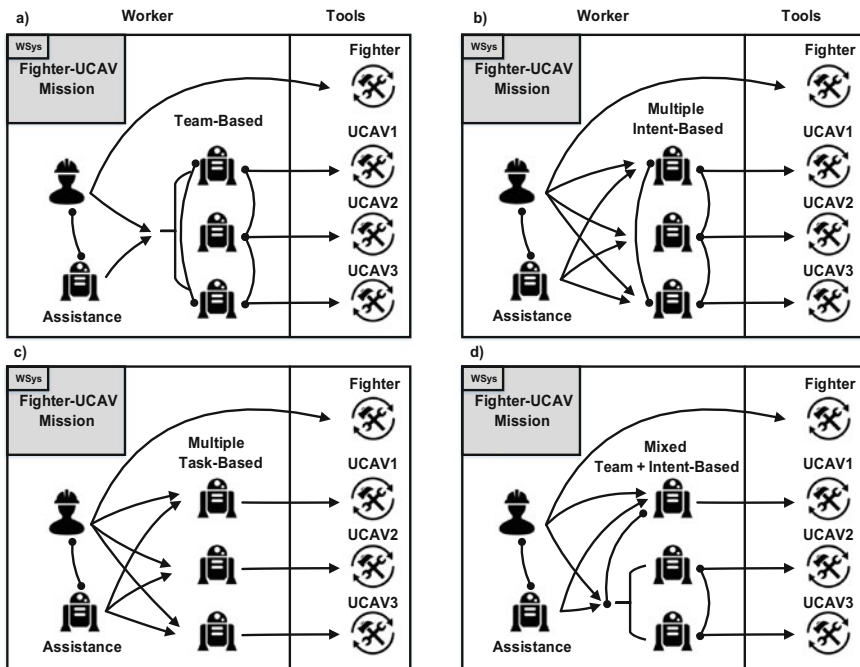 a)
Worker
Tools
WSys
Fighter-UCAV
Mission
Fighter
Team-Based
UCAV1
UCAV2
UCAV3
Assistance
b)
Worker
Tools
WSys
Fighter-UCAV
Mission
Fighter
Multiple
Intent-Based
UCAV1
UCAV2
UCAV3
Assistance
c)
WSys
Fighter-UCAV
Mission
Fighter
Multiple
Task-Based
UCAV1
UCAV2
UCAV3
Assistance
d)
WSys
Fighter-UCAV
Mission
Fighter
Mixed
Team + Intent-Based
UCAV1
UCAV2
UCAV3
Assistance